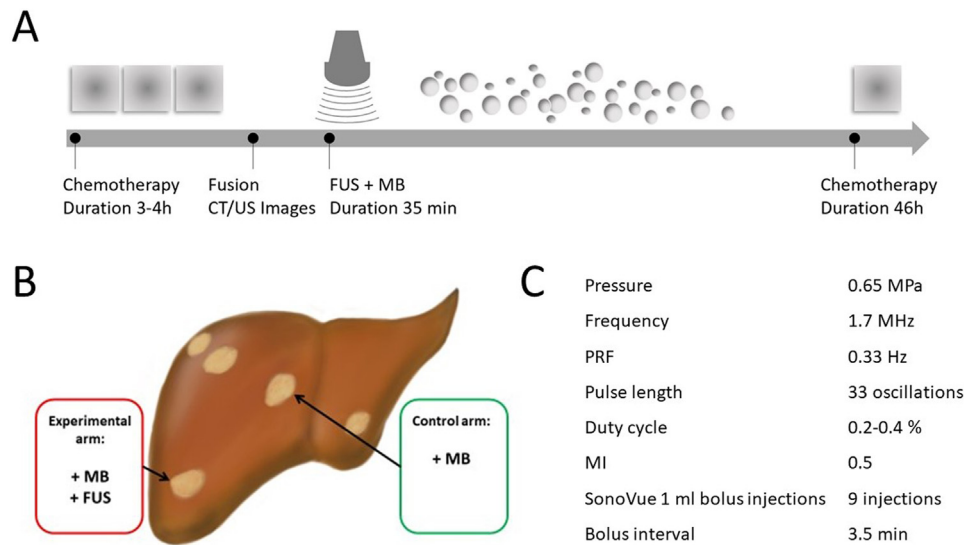 A
Chemotherapy
Duration 3-4h
Fusion
CT/US Images
FUS + MB
Duration 35 min
Chemotherapy
Duration 46h
B
Experimental
arm:
+ MB
+ FUS
Control arm:
+ MB
C
Pressure 0.65 MPa
Frequency 1.7 MHz
PRF 0.33 Hz
Pulse length 33 oscillations
Duty cycle 0.2-0.4 %
MI 0.5
SonoVue 1 ml bolus injections 9 injections
Bolus interval 3.5 min